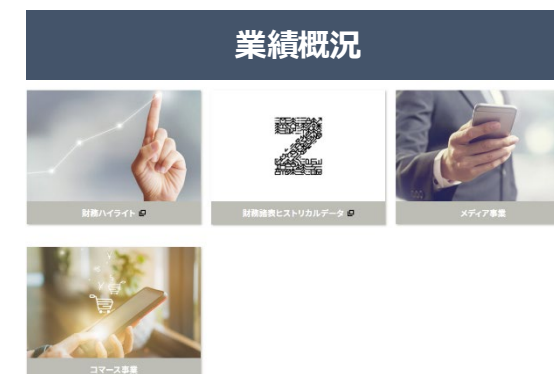 業績概況
財務ハイライト
財務諸表ヒストリカルデータ
メディア事業
コマース事業